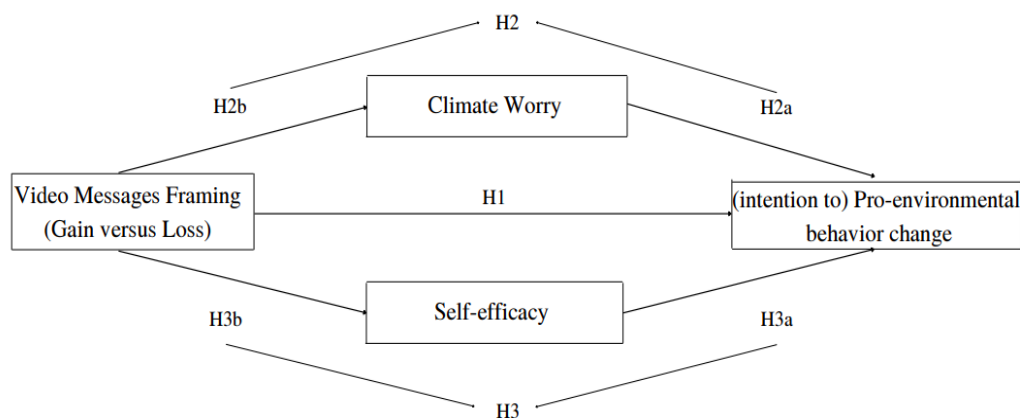 H2
H2b
H2a
Climate Worry
Video Messages Framing
(Gain versus Loss)
H1
(intention to) Pro-environmental
behavior change
Self-efficacy
H3b
H3a
H3